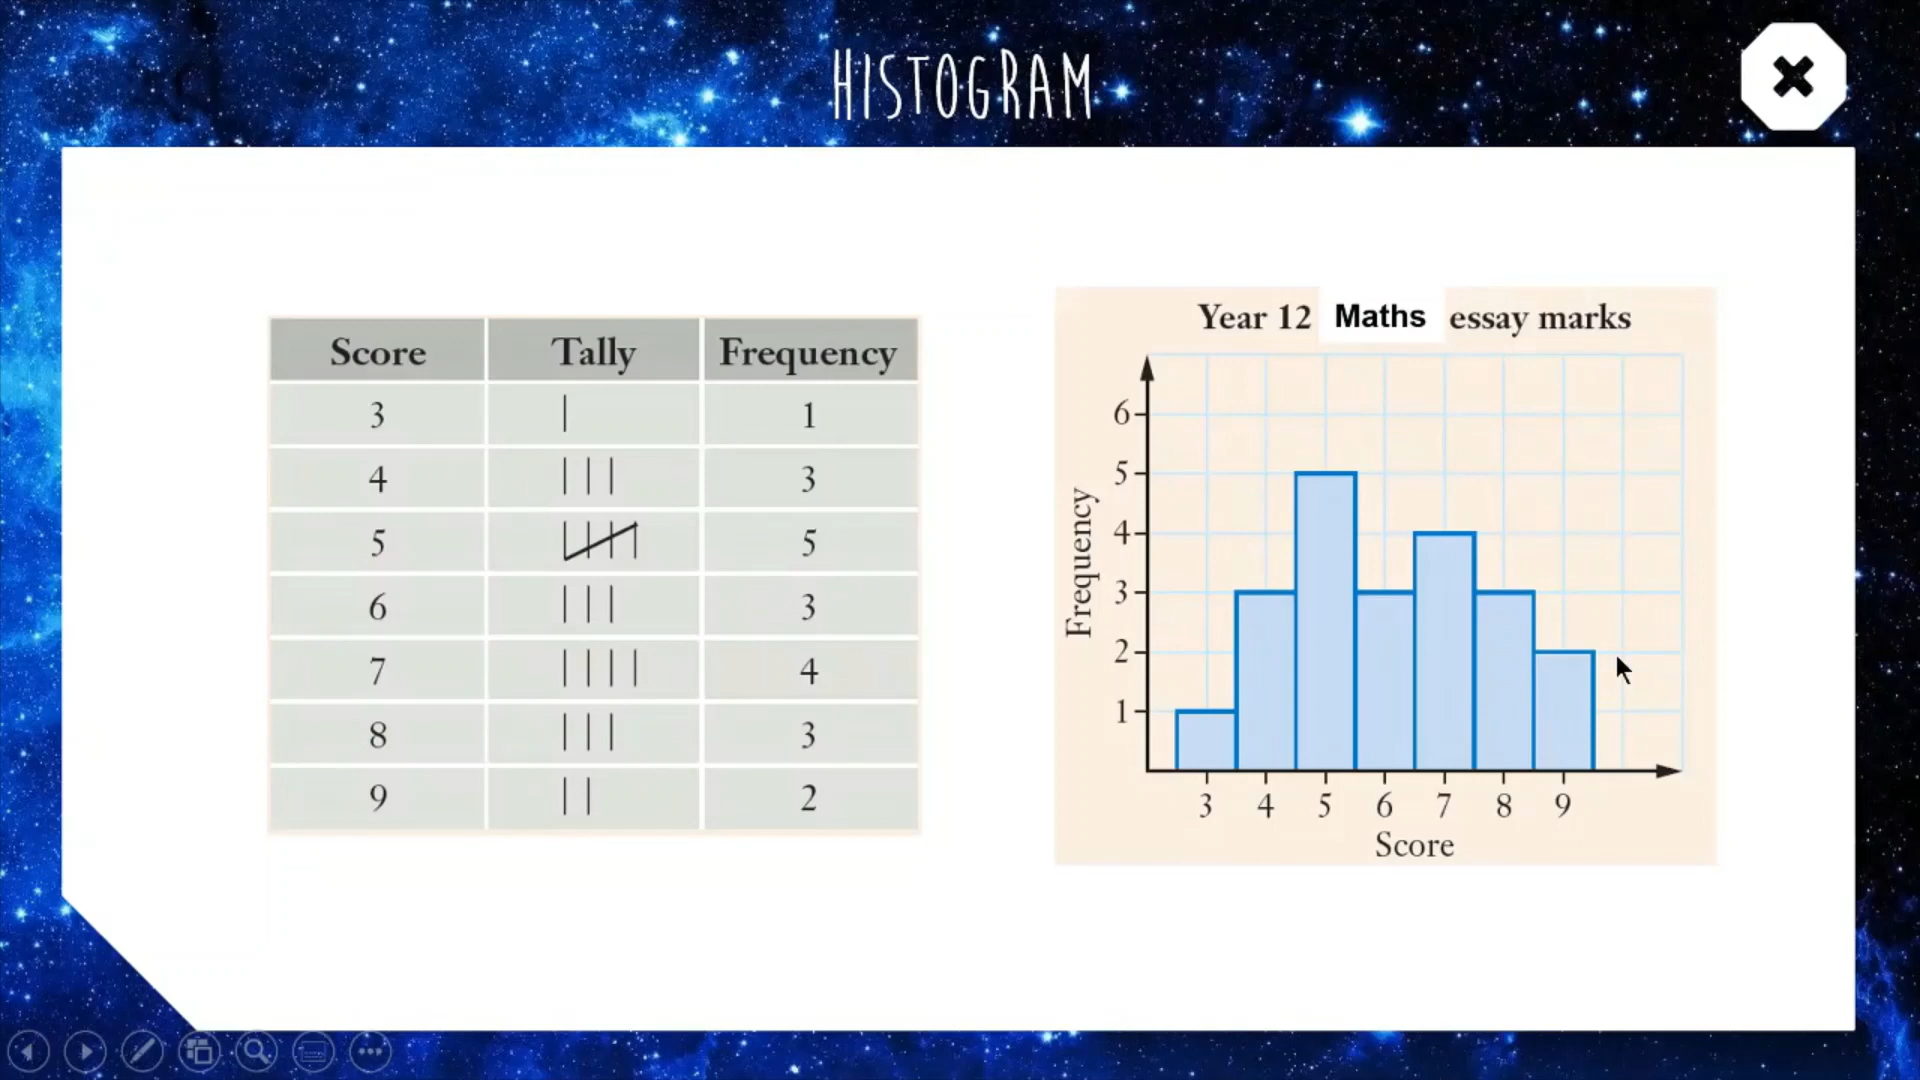 HISTOGRAM
Score Tally Frequency
3 | 1
4 ||| 3
5 5
6 ||| 3
7 |||| 4
8 ||| 3
9 || 2
Year 12 Maths essay marks
6
5
4
3
2
1
Frequency
3 4 5 6 7 8 9
Score